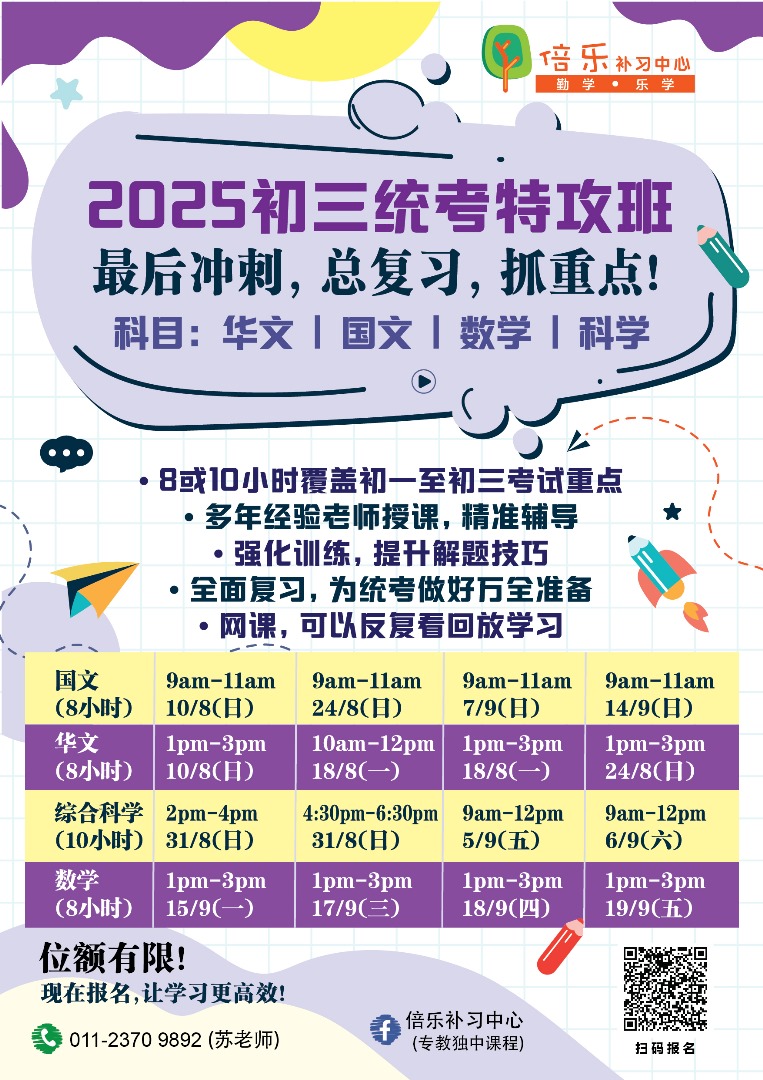 倍乐补习中心
勤学•乐学
2025初三统考特攻班
最后冲刺，总复习，抓重点！
科目：华文 | 国文 | 数学 | 科学
• 8或10小时覆盖初一至初三考试重点
• 多年经验老师授课，精准辅导
• 强化训练，提升解题技巧
• 全面复习，为统考做好万全准备
• 网课，可以反复看回放学习
国文 9am-11am 9am-11am 9am-11am 9am-11am
(8小时) 10/8(日) 24/8(日) 7/9(日) 14/9(日)
华文 1pm-3pm 10am-12pm 1pm-3pm 1pm-3pm
(8小时) 10/8(日) 18/8(一) 18/8(一) 24/8(日)
综合科学 2pm-4pm 4:30pm-6:30pm 9am-12pm 9am-12pm
(10小时) 31/8(日) 31/8(日) 5/9(五) 6/9(六)
数学 1pm-3pm 1pm-3pm 1pm-3pm 1pm-3pm
(8小时) 15/9(一) 17/9(三) 18/9(四) 19/9(五)
位额有限！
现在报名，让学习更高效！
011-2370 9892 (苏老师)
倍乐补习中心
(专教独中课程)
扫码报名